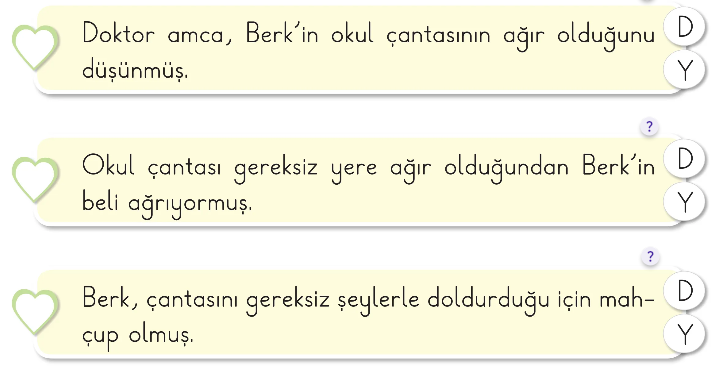 Doktor amca, Berk'in okul çantasının ağır olduğunu
düşünmüş.
D
Y
?
Okul çantası gereksiz yere ağır olduğundan Berk'in
beli ağrıyormuş.
D
Y
?
Berk, çantasını gereksiz şeylerle doldurduğu için mah-
çup olmuş.
D
Y